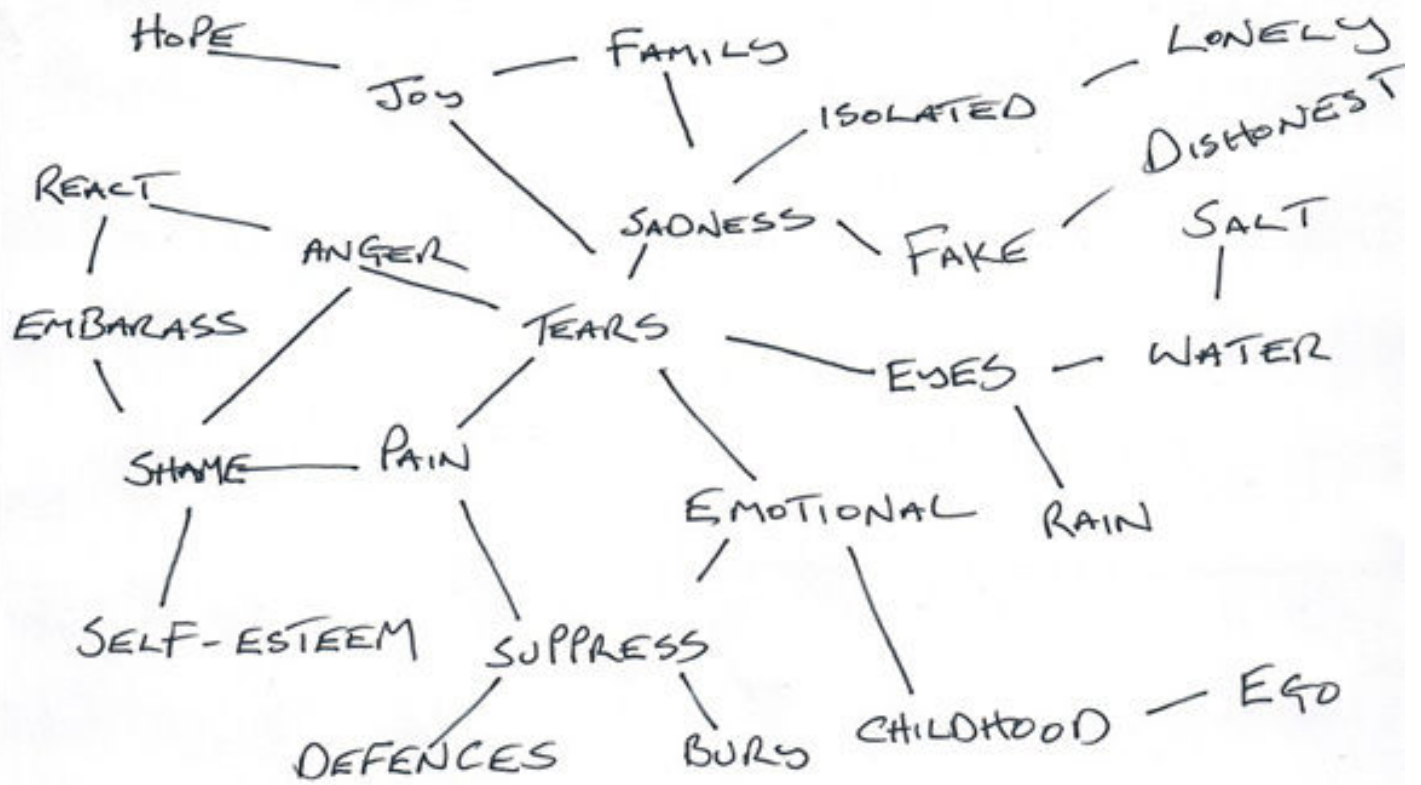 HOPE
FAMILY
LONELY
JOY
ISOLATED
DISHONEST
REACT
SADNESS
SALT
ANGER
FAKE
EMBARASS
TEARS
EYES
WATER
SHAME
PAIN
EMOTIONAL
RAIN
SELF-ESTEEM
SUPPRESS
DEFENCES
BURY
CHILDHOOD
EGO